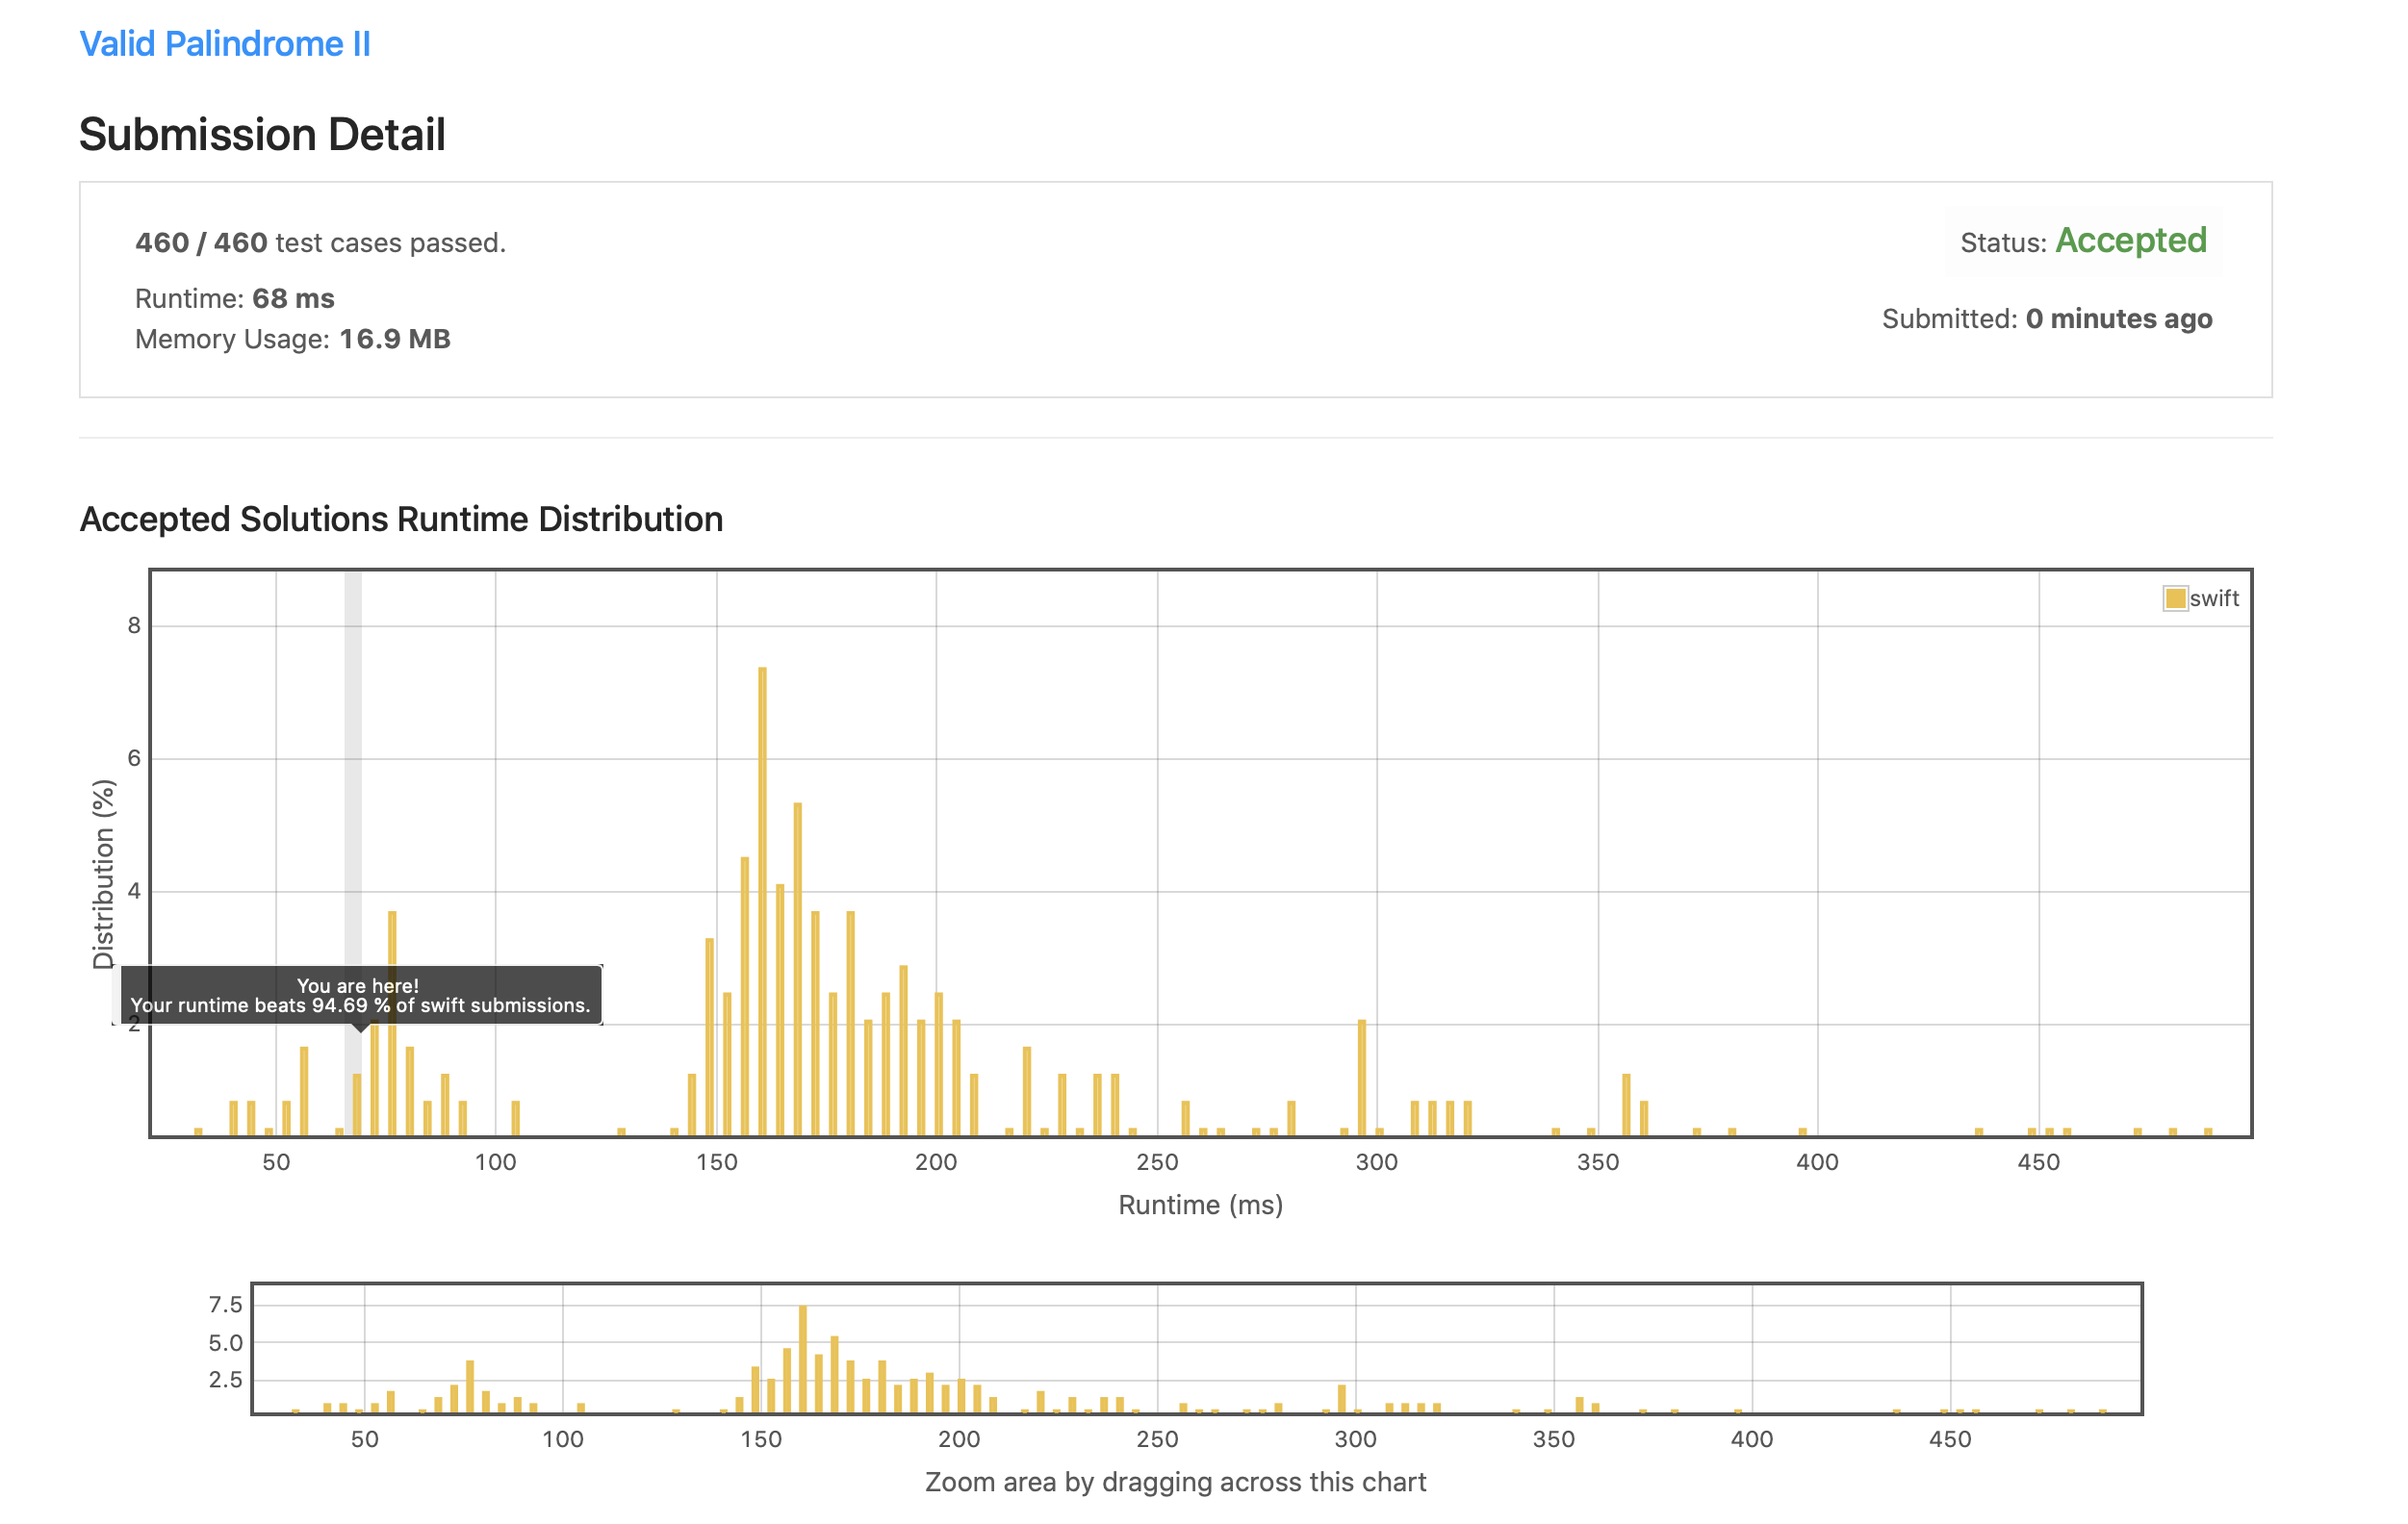 Valid Palindrome II
Submission Detail
460 / 460 test cases passed.
Status: Accepted
Runtime: 68 ms
Submitted: 0 minutes ago
Memory Usage: 16.9 MB
Accepted Solutions Runtime Distribution
swift
8
6
4
2
Distribution (%)
You are here!
Your runtime beats 94.69 % of swift submissions.
50 100 150 200 250 300 350 400 450
Runtime (ms)
7.5
5.0
2.5
50 100 150 200 250 300 350 400 450
Zoom area by dragging across this chart